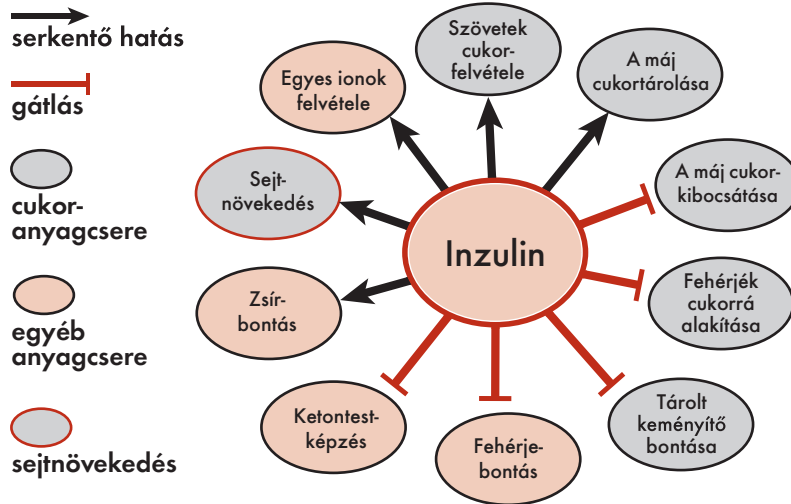 serkentő hatás
gátlás
cukor-
anyagcsere
egyéb
anyagcsere
sejtnövekedés
Szövetek
cukor-
felvétele
A máj
cukortárolása
A máj cukor-
kibocsátása
Fehérjék
cukorrá
alakítása
Tárolt
keményítő
bontása
Fehérje-
bontás
Ketontest-
képzés
Zsír-
bontás
Sejt-
növekedés
Egyes ionok
felvétele
Inzulin